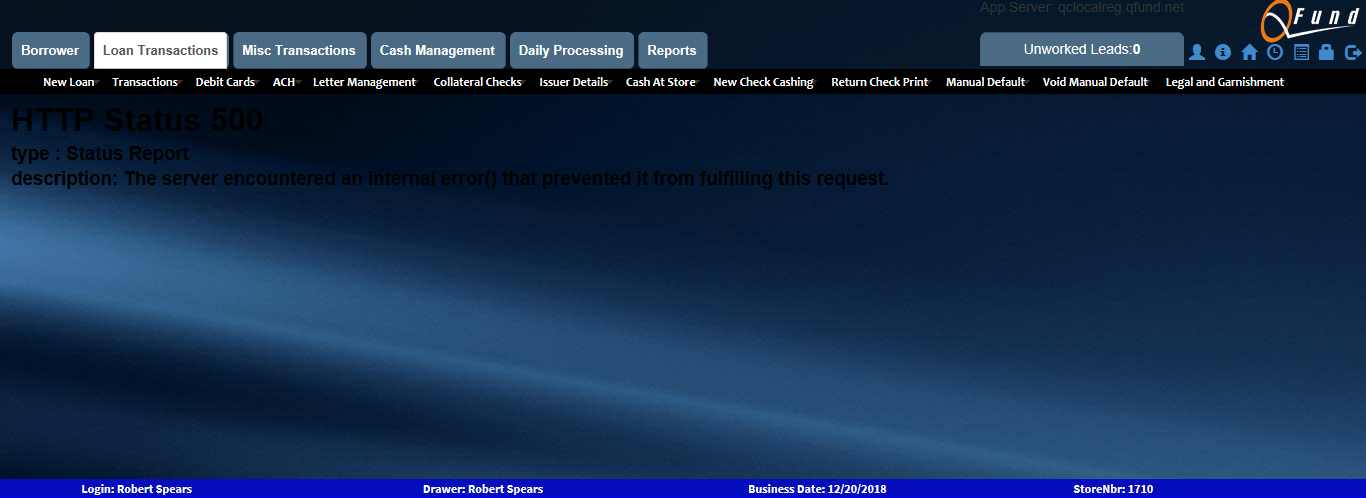 App Server: qclocalreg.qfund.net
QFund
Borrower Loan Transactions Misc Transactions Cash Management Daily Processing Reports Unworked Leads:0
New Loan Transactions Debit Cards ACH Letter Management Collateral Checks Issuer Details Cash At Store New Check Cashing Return Check Print Manual Default Void Manual Default Legal and Garnishment
HTTP Status 500
type : Status Report
description: The server encountered an internal error() that prevented it from fulfilling this request.
Login: Robert Spears Drawer: Robert Spears Business Date: 12/20/2018 StoreNbr: 1710